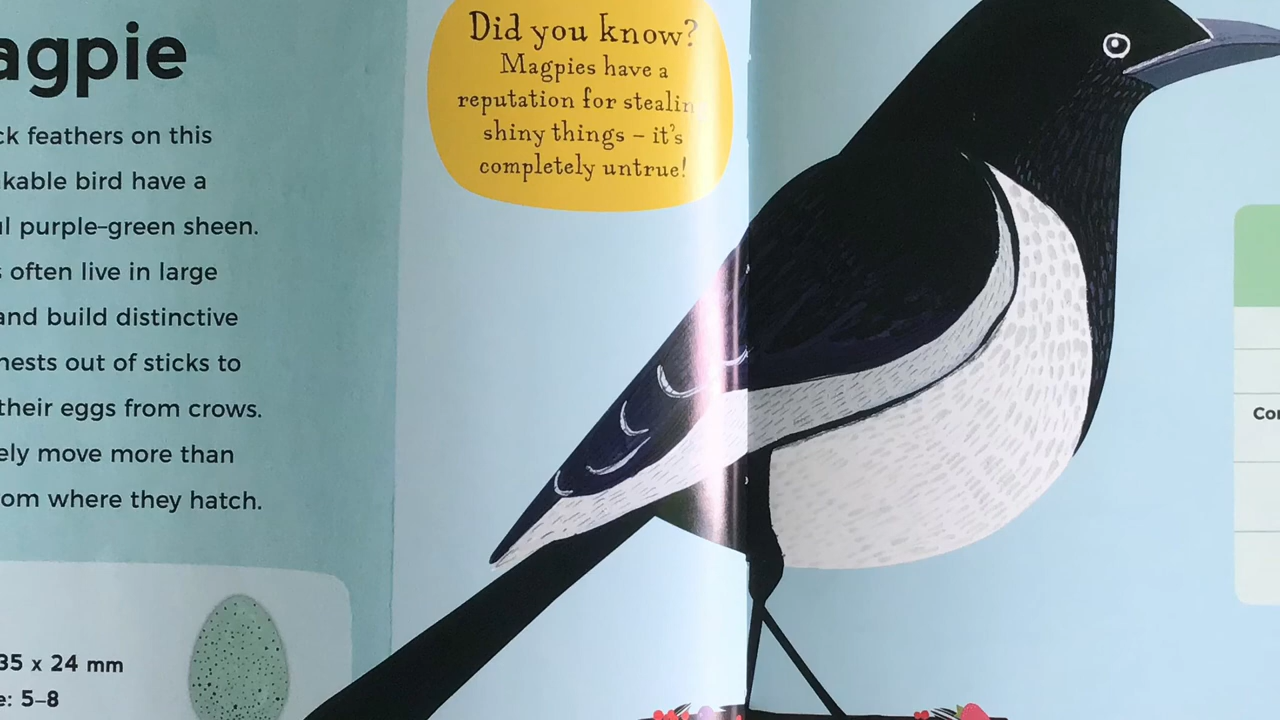 agpie
ck feathers on this
kable bird have a
l purple-green sheen.
s often live in large
and build distinctive
nests out of sticks to
their eggs from crows.
ely move more than
om where they hatch.
35 x 24 mm
e: 5–8
Did you know?
Magpies have a
reputation for stealin
shiny things – it's
completely untrue!
Co